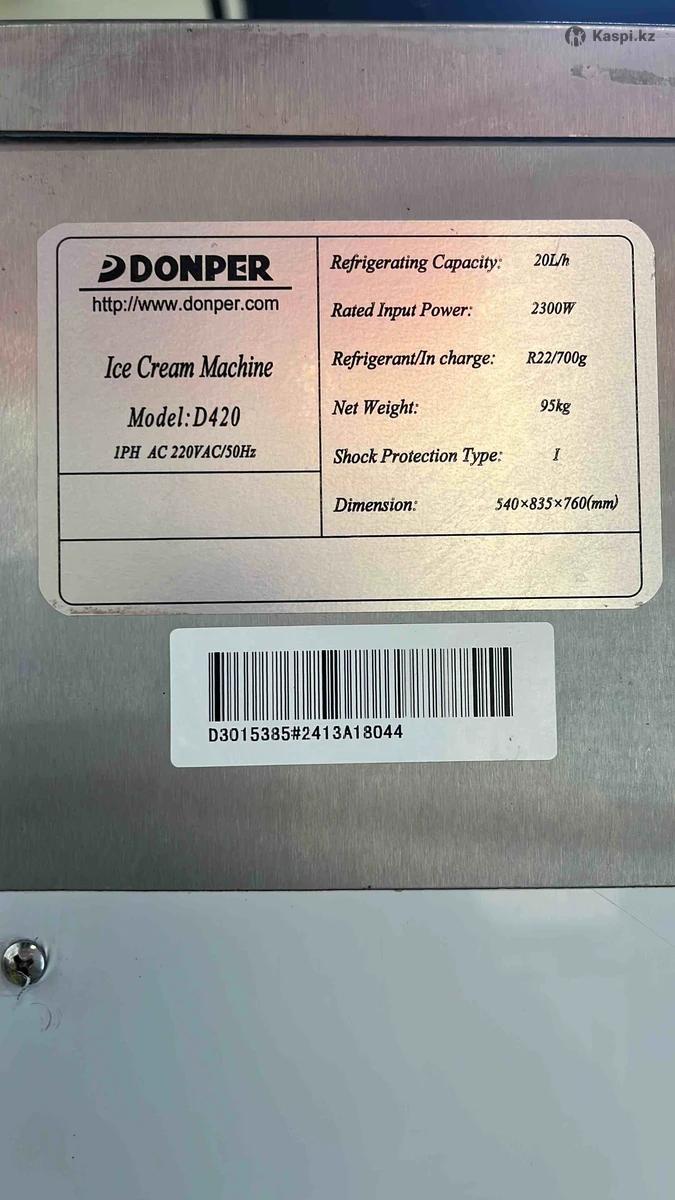 Kaspi.kz
DONPER
http://www.donper.com
Ice Cream Machine
Model:D420
1PH AC 220VAC/50Hz
Refrigerating Capacity: 20L/h
Rated Input Power: 2300W
Refrigerant/In charge: R22/700g
Net Weight: 95kg
Shock Protection Type: I
Dimension: 540×835×760(mm)
D3015385#2413A18044